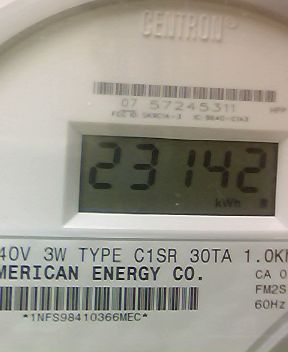 CENTRON®
07 57245311
23142
kWh
40V 3W TYPE C1SR 30TA 1.0K
MERICAN ENERGY CO.
CA 0
FM2S
60Hz
*1NFS98410366MEC*